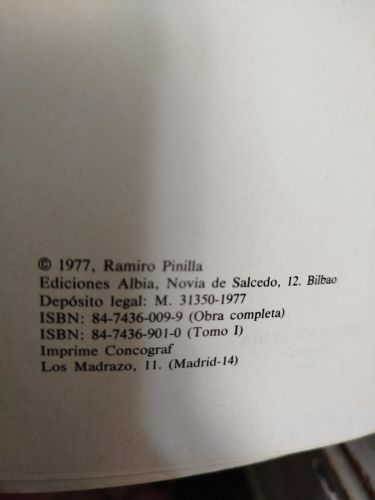 © 1977, Ramiro Pinilla
Ediciones Albia, Novia de Salcedo, 12. Bilbao
Depósito legal: M. 31350-1977
ISBN: 84-7436-009-9 (Obra completa)
ISBN: 84-7436-901-0 (Tomo I)
Imprime Concograf
Los Madrazo, 11. (Madrid-14)